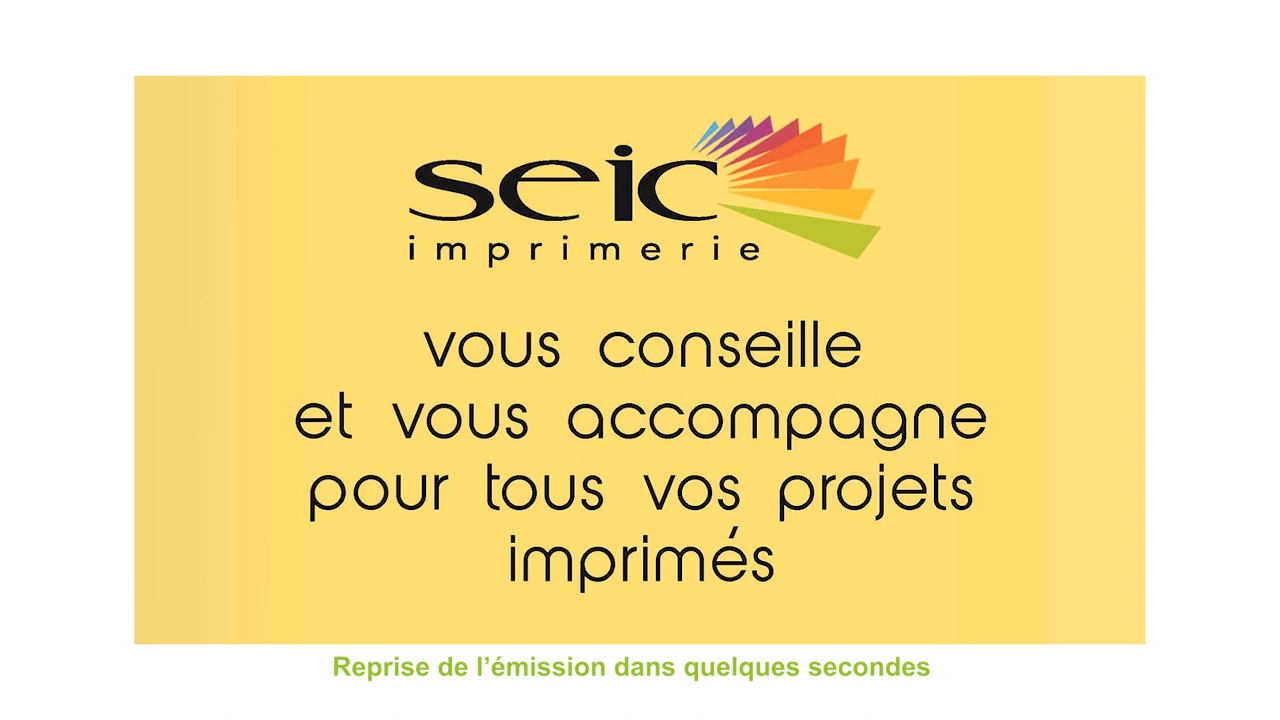 seic
imprimerie
vous conseille
et vous accompagne
pour tous vos projets
imprimés
Reprise de l’émission dans quelques secondes